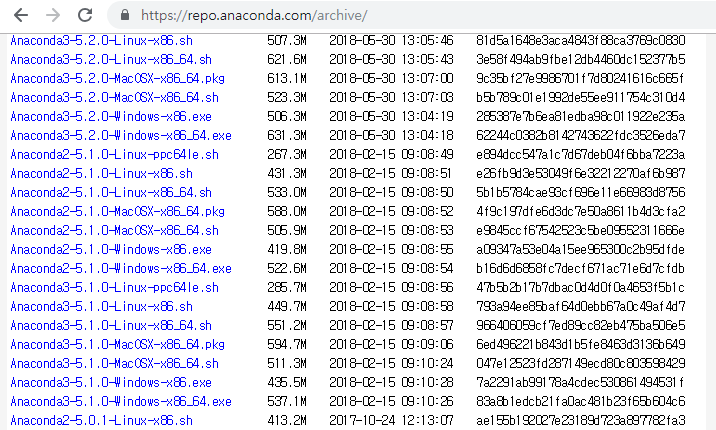 https://repo.anaconda.com/archive/
Anaconda3-5.2.0-Linux-x86.sh 507.3M 2018-05-30 13:05:46 81d5a1648e3aca4843f88ca3769c0830
Anaconda3-5.2.0-Linux-x86_64.sh 621.6M 2018-05-30 13:05:43 3e58f494ab9fbe12db4460dc152377b5
Anaconda3-5.2.0-MacOSX-x86_64.pkg 613.1M 2018-05-30 13:07:00 9c35bf27e9986701f7d80241616c665f
Anaconda3-5.2.0-MacOSX-x86_64.sh 523.3M 2018-05-30 13:07:03 b5b789c01e1992de55ee911754c310d4
Anaconda3-5.2.0-Windows-x86.exe 506.3M 2018-05-30 13:04:19 285387e7b6ea81edba98c011922e235a
Anaconda3-5.2.0-Windows-x86_64.exe 631.3M 2018-05-30 13:04:18 62244c0382b8142743622fdc3526eda7
Anaconda2-5.1.0-Linux-ppc64le.sh 267.3M 2018-02-15 09:08:49 e894dcc547a1c7d67deb04f6bba7223a
Anaconda2-5.1.0-Linux-x86.sh 431.3M 2018-02-15 09:08:51 e26fb9d3e53049f6e32212270af6b987
Anaconda2-5.1.0-Linux-x86_64.sh 533.0M 2018-02-15 09:08:50 5b1b5784cae93cf696e11e66983d8756
Anaconda2-5.1.0-MacOSX-x86_64.pkg 588.0M 2018-02-15 09:08:52 4f9c197dfe6d3dc7e50a8611b4d3cfa2
Anaconda2-5.1.0-MacOSX-x86_64.sh 505.9M 2018-02-15 09:08:53 e9845ccf67542523c5be09552311666e
Anaconda2-5.1.0-Windows-x86.exe 419.8M 2018-02-15 09:08:55 a09347a53e04a15ee965300c2b95dfde
Anaconda2-5.1.0-Windows-x86_64.exe 522.6M 2018-02-15 09:08:54 b16d6d6858fc7decf671ac71e6d7cfdb
Anaconda3-5.1.0-Linux-ppc64le.sh 285.7M 2018-02-15 09:08:56 47b5b2b17b7dbac0d4d0f0a4653f5b1c
Anaconda3-5.1.0-Linux-x86.sh 449.7M 2018-02-15 09:08:58 793a94ee85baf64d0ebb67a0c49af4d7
Anaconda3-5.1.0-Linux-x86_64.sh 551.2M 2018-02-15 09:08:57 966406059cf7ed89cc82eb475ba506e5
Anaconda3-5.1.0-MacOSX-x86_64.pkg 594.7M 2018-02-15 09:09:06 6ed496221b843d1b5fe8463d3136b649
Anaconda3-5.1.0-MacOSX-x86_64.sh 511.3M 2018-02-15 09:10:24 047e12523fd287149ecd80c803598429
Anaconda3-5.1.0-Windows-x86.exe 435.5M 2018-02-15 09:10:28 7a2291ab99178a4cdec530861494531f
Anaconda3-5.1.0-Windows-x86_64.exe 537.1M 2018-02-15 09:10:26 83a8b1edcb21fa0ac481b23f65b604c6
Anaconda2-5.0.1-Linux-x86.sh 413.2M 2017-10-24 12:13:07 ae155b192027e23189d723a897782fa3